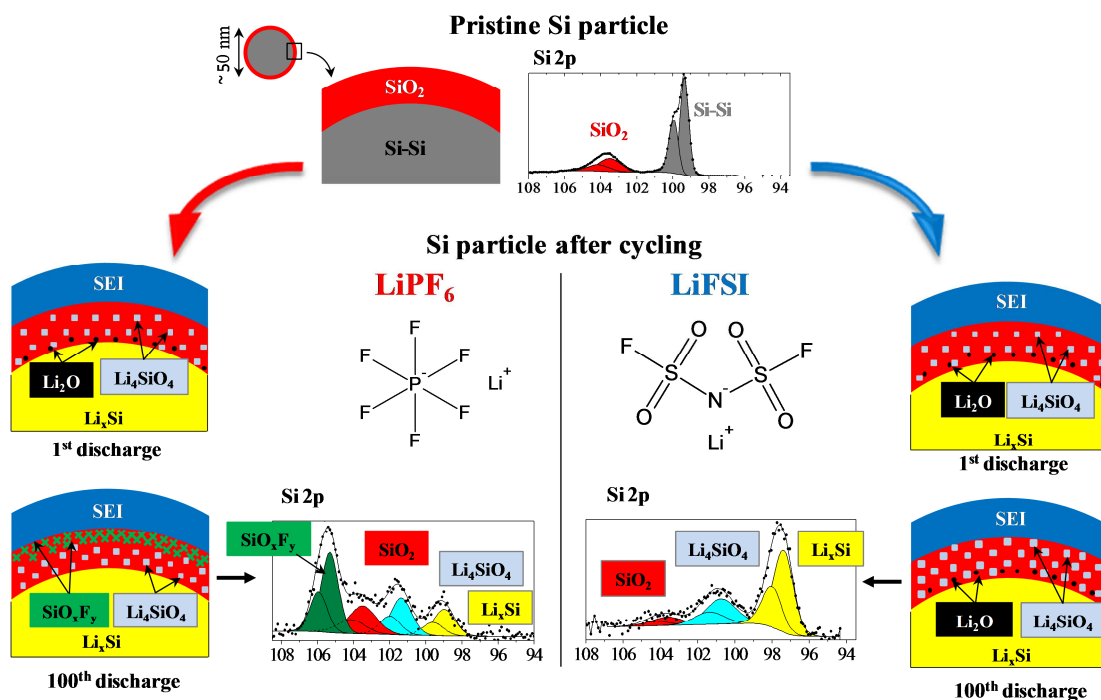 Pristine Si particle
~ 50 nm
Si 2p
SiO₂
Si-Si
SiO₂
Si-Si
108 106 104 102 100 98 96 94
Si particle after cycling
LiPF₆
LiFSI
SEI
Li₂O
Li₄SiO₄
LiₓSi
1ˢᵗ discharge
F
F
F
P⁻
Li⁺
F
F
F
O
O
F
F
S
S
O
N⁻
O
Li⁺
SEI
Li₂O
Li₄SiO₄
LiₓSi
1ˢᵗ discharge
SEI
SiOₓFᵧ
Li₄SiO₄
LiₓSi
100ᵗʰ discharge
Si 2p
SiOₓFᵧ
SiO₂
Li₄SiO₄
LiₓSi
108 106 104 102 100 98 96 94
Si 2p
SiO₂
Li₄SiO₄
LiₓSi
108 106 104 102 100 98 96 94
SEI
Li₂O
Li₄SiO₄
LiₓSi
100ᵗʰ discharge